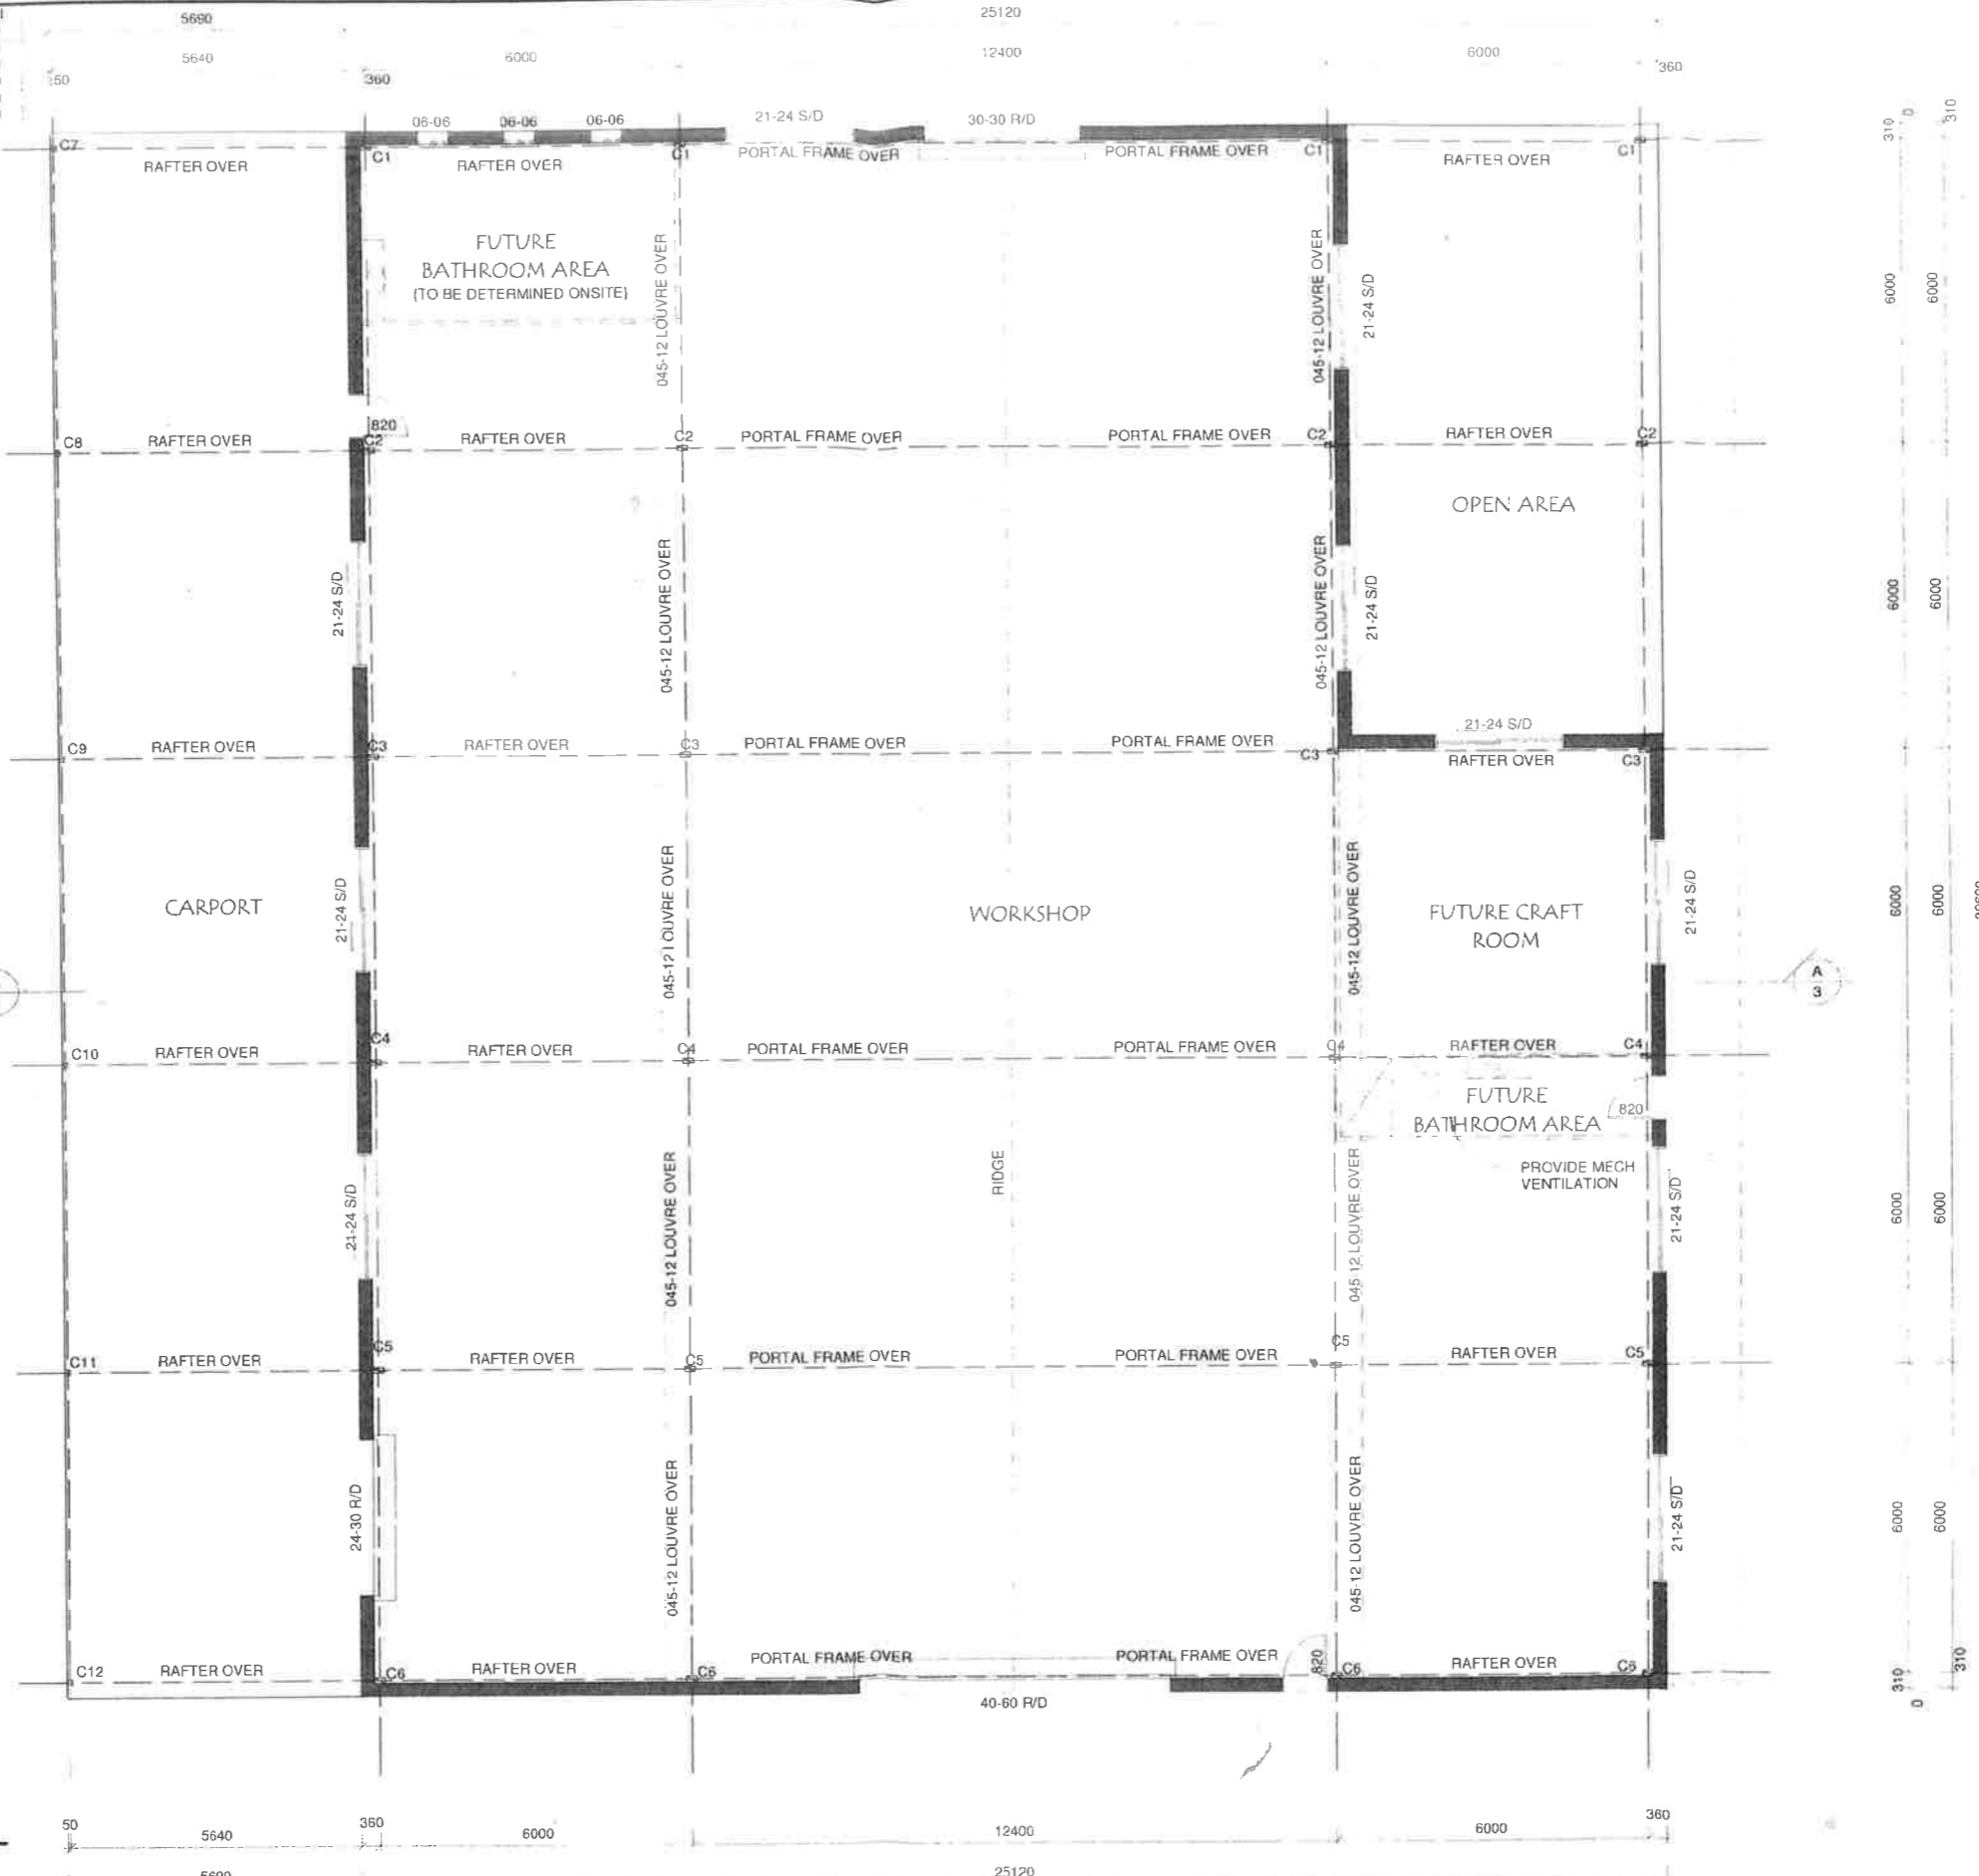 5690
25120
5640
6000
12400
6000
50
360
360
06-06
06-06
06-06
21-24 S/D
30-30 R/D
310
0
310
C7
RAFTER OVER
C1
RAFTER OVER
C1
PORTAL FRAME OVER
PORTAL FRAME OVER
C1
RAFTER OVER
C1
FUTURE
BATHROOM AREA
(TO BE DETERMINED ONSITE)
045-12 LOUVRE OVER
045-12 LOUVRE OVER
21-24 S/D
6000
6000
820
C8
RAFTER OVER
C2
RAFTER OVER
C2
PORTAL FRAME OVER
PORTAL FRAME OVER
C2
RAFTER OVER
C2
OPEN AREA
21-24 S/D
045-12 LOUVRE OVER
045-12 LOUVRE OVER
21-24 S/D
6000
6000
21-24 S/D
C9
RAFTER OVER
C3
RAFTER OVER
C3
PORTAL FRAME OVER
PORTAL FRAME OVER
C3
RAFTER OVER
C3
CARPORT
21-24 S/D
045-12 LOUVRE OVER
WORKSHOP
045-12 LOUVRE OVER
FUTURE CRAFT
ROOM
21-24 S/D
6000
6000
A
3
C10
RAFTER OVER
C4
RAFTER OVER
C4
PORTAL FRAME OVER
PORTAL FRAME OVER
C4
RAFTER OVER
C4
FUTURE
BATHROOM AREA
820
PROVIDE MECH
VENTILATION
21-24 S/D
045-12 LOUVRE OVER
RIDGE
045-12 LOUVRE OVER
21-24 S/D
6000
6000
C11
RAFTER OVER
C5
RAFTER OVER
C5
PORTAL FRAME OVER
PORTAL FRAME OVER
C5
RAFTER OVER
C5
24-30 R/D
045-12 LOUVRE OVER
045-12 LOUVRE OVER
21-24 S/D
6000
6000
C12
RAFTER OVER
C6
RAFTER OVER
C6
PORTAL FRAME OVER
PORTAL FRAME OVER
820
C6
RAFTER OVER
C6
310
0
310
40-60 R/D
50
5640
360
6000
12400
6000
360
5690
25120